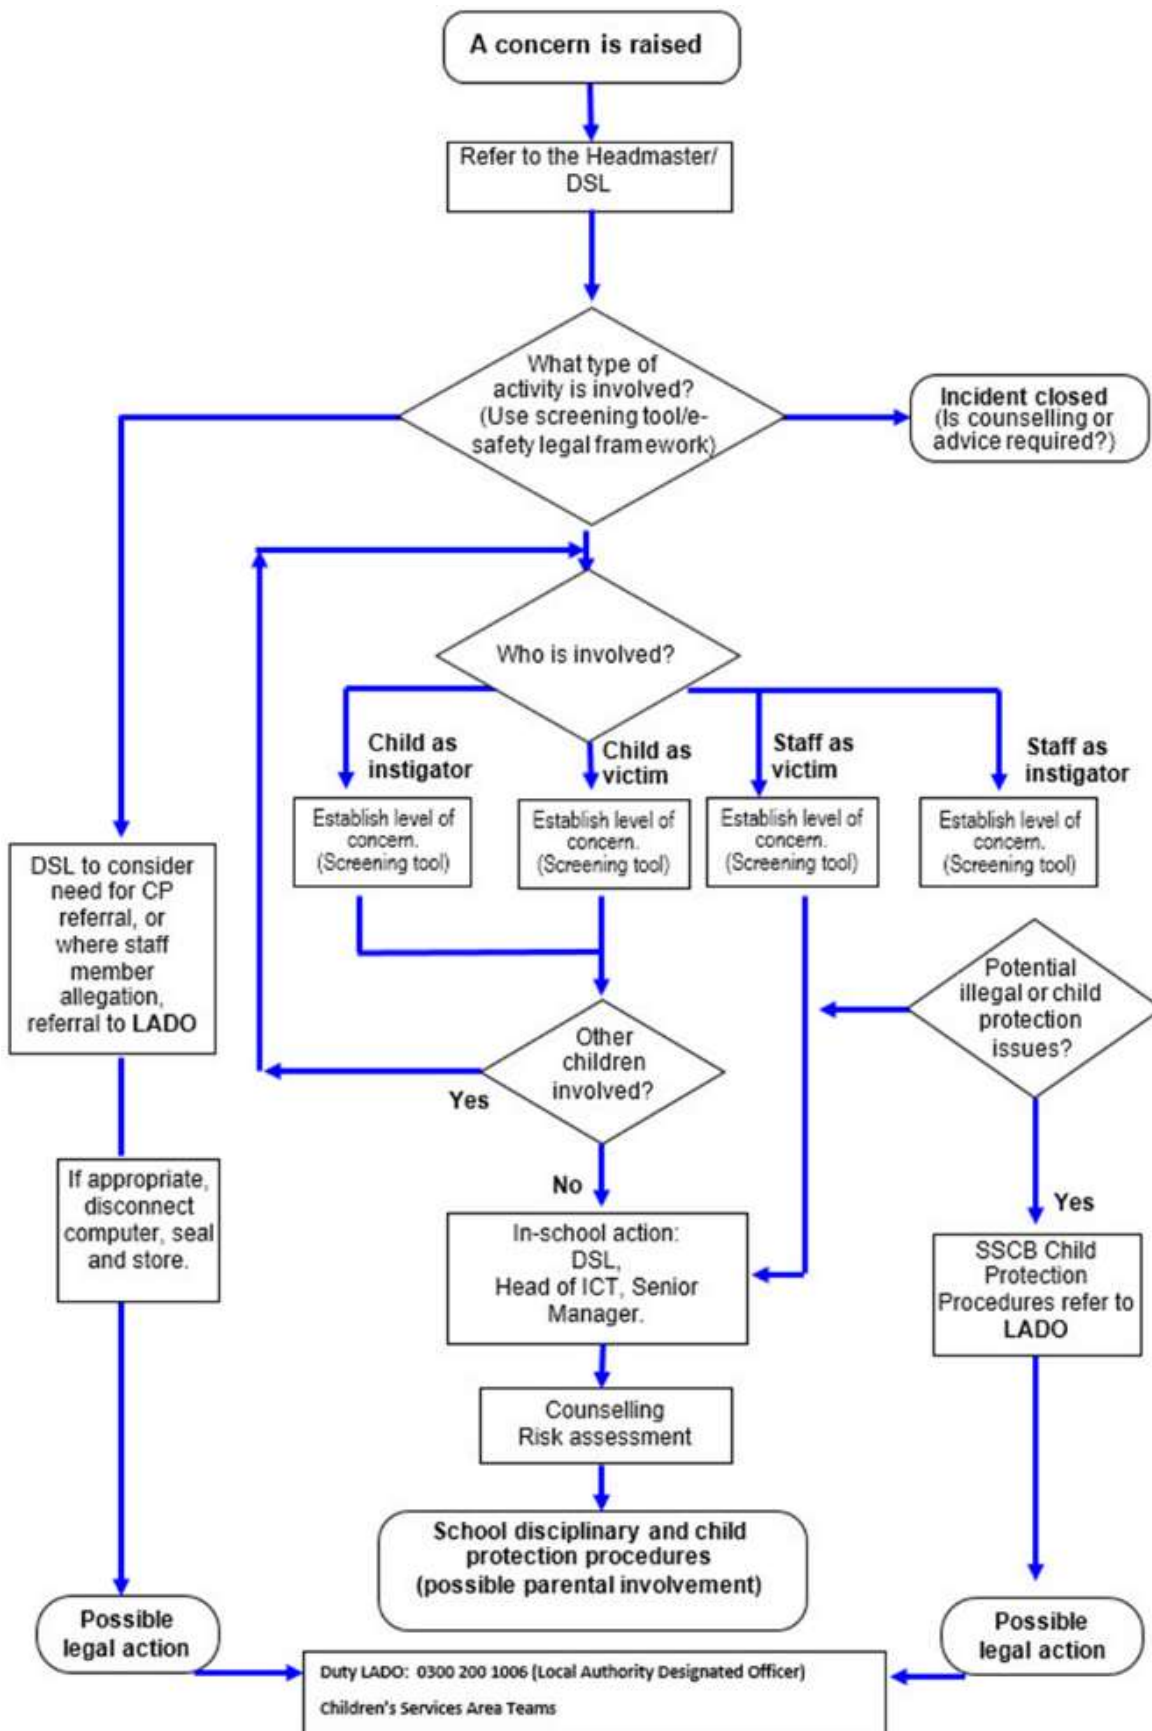 A concern is raised
Refer to the Headmaster/
DSL
What type of
activity is involved?
(Use screening tool/e-
safety legal framework)
Incident closed
(Is counselling or
advice required?)
Who is involved?
Child as
instigator
Child as
victim
Staff as
victim
Staff as
instigator
Establish level of
concern.
(Screening tool)
Establish level of
concern.
(Screening tool)
Establish level of
concern.
(Screening tool)
Establish level of
concern.
(Screening tool)
DSL to consider
need for CP
referral, or
where staff
member
allegation,
referral to LADO
Potential
illegal or child
protection
issues?
Other
children
involved?
Yes
If appropriate,
disconnect
computer, seal
and store.
No
Yes
In-school action:
DSL,
Head of ICT, Senior
Manager.
SSCB Child
Protection
Procedures refer to
LADO
Counselling
Risk assessment
School disciplinary and child
protection procedures
(possible parental involvement)
Possible
legal action
Possible
legal action
Duty LADO: 0300 200 1006 (Local Authority Designated Officer)
Children's Services Area Teams